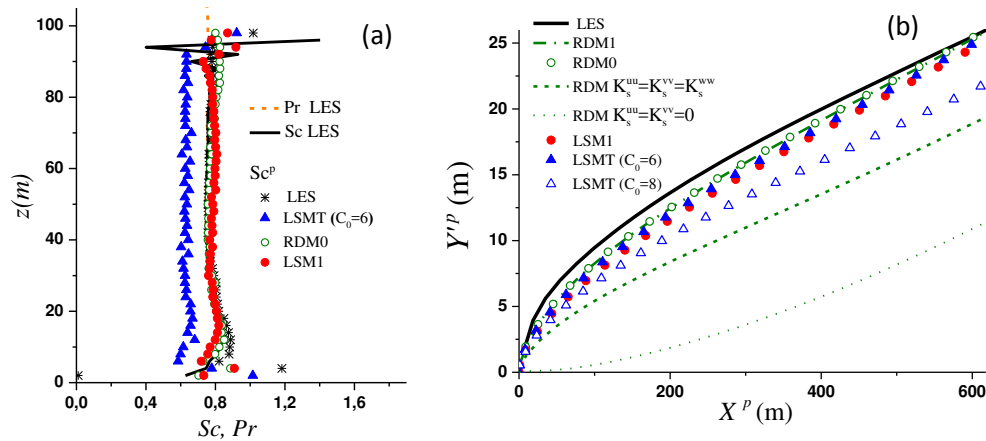 (a)
100
80
60
40
20
0
z(m)
Pr LES
Sc LES
Sc^p
LES
LSMT (C_0=6)
RDM0
LSM1
0,0 0,4 0,8 1,2 1,6
Sc, Pr
(b)
25
20
15
10
5
0
Y'^p (m)
LES
RDM1
RDM0
RDM K_s^uu=K_s^vv=K_s^ww
RDM K_s^uu=K_s^vv=0
LSM1
LSMT (C_0=6)
LSMT (C_0=8)
0 200 400 600
X^p (m)